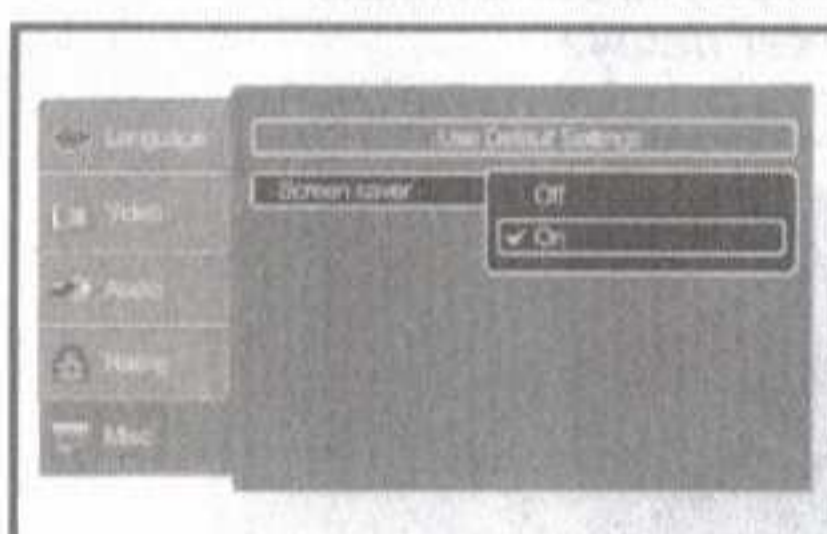 Language
Video
Audio
Rating
Misc
Use Default Settings
Screen saver
Off
On